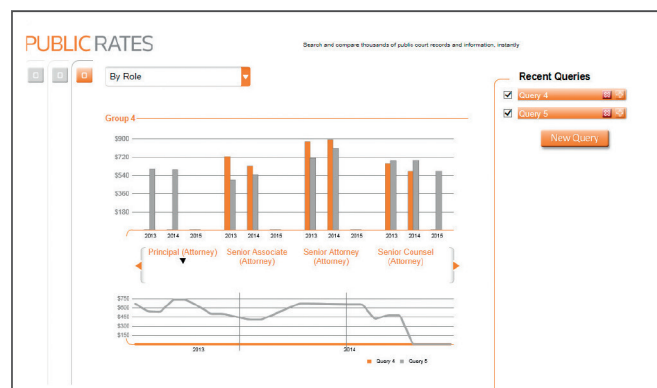 PUBLIC RATES
Search and compare thousands of public court records and information, instantly
By Role
Recent Queries
Query 4
Query 5
New Query
Group 4
$900
$720
$540
$360
$180
2013 2014 2015 2013 2014 2015 2013 2014 2015 2013 2014 2015
Principal (Attorney) Senior Associate (Attorney) Senior Attorney (Attorney) Senior Counsel (Attorney)
$750
$600
$450
$300
$150
2013 2014
Query 4 Query 5